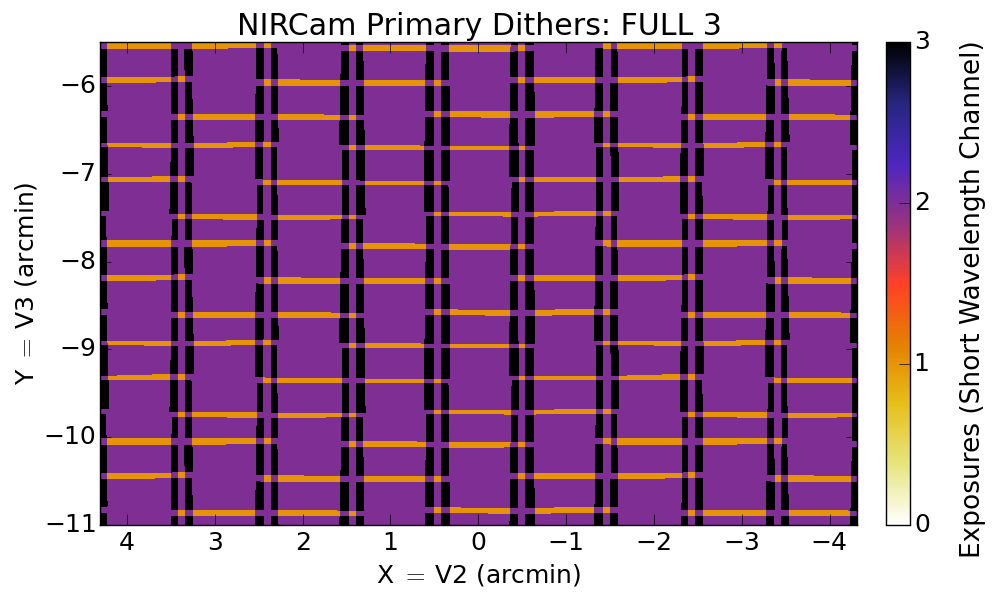 NIRCam Primary Dithers: FULL 3
−6
−7
−8
−9
−10
−11
Y = V3 (arcmin)
4 3 2 1 0 −1 −2 −3 −4
X = V2 (arcmin)
3
2
1
0
Exposures (Short Wavelength Channel)